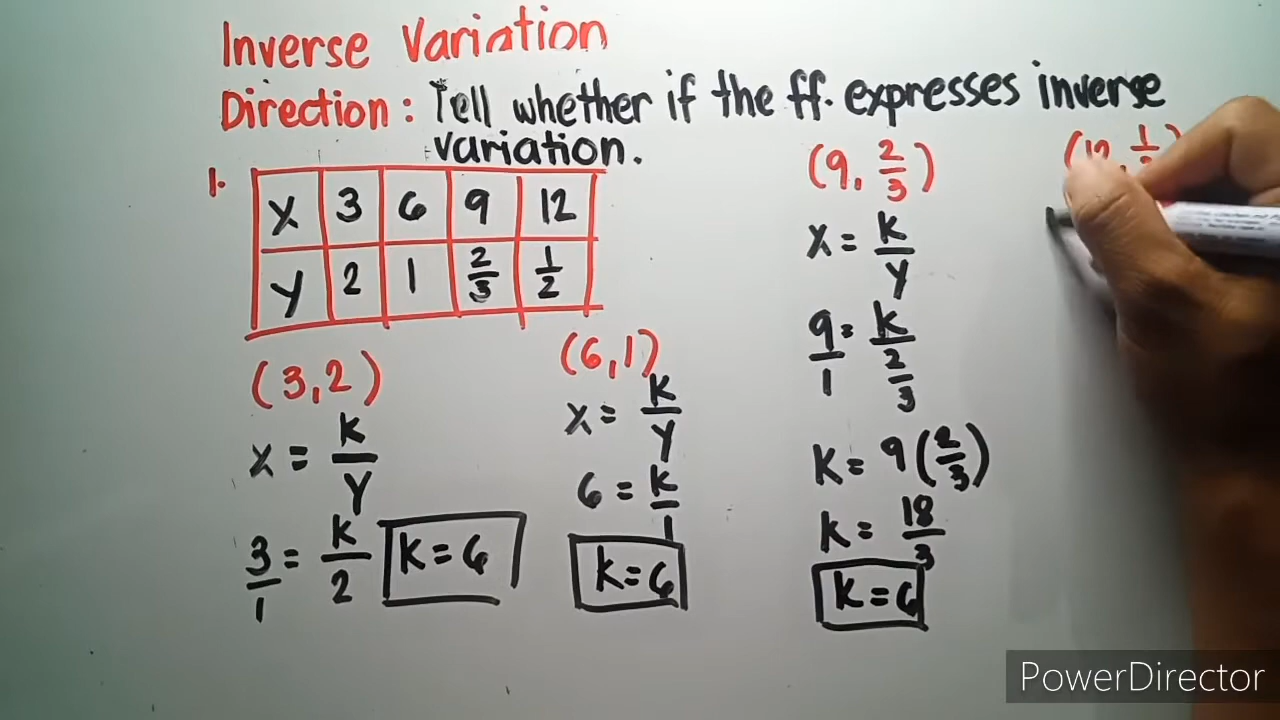 Inverse Variation
Direction: Tell whether if the ff. expresses inverse
variation.
1.
X 3 6 9 12
Y 2 1 2/3 1/2
(3,2)
x = K/Y
3/1 = K/2
K=6
(6,1)
x = K/Y
6 = K/1
K=6
(9, 2/3)
x = K/Y
9/1 = K/(2/3)
K= 9(2/3)
K= 18/3
K=6
PowerDirector